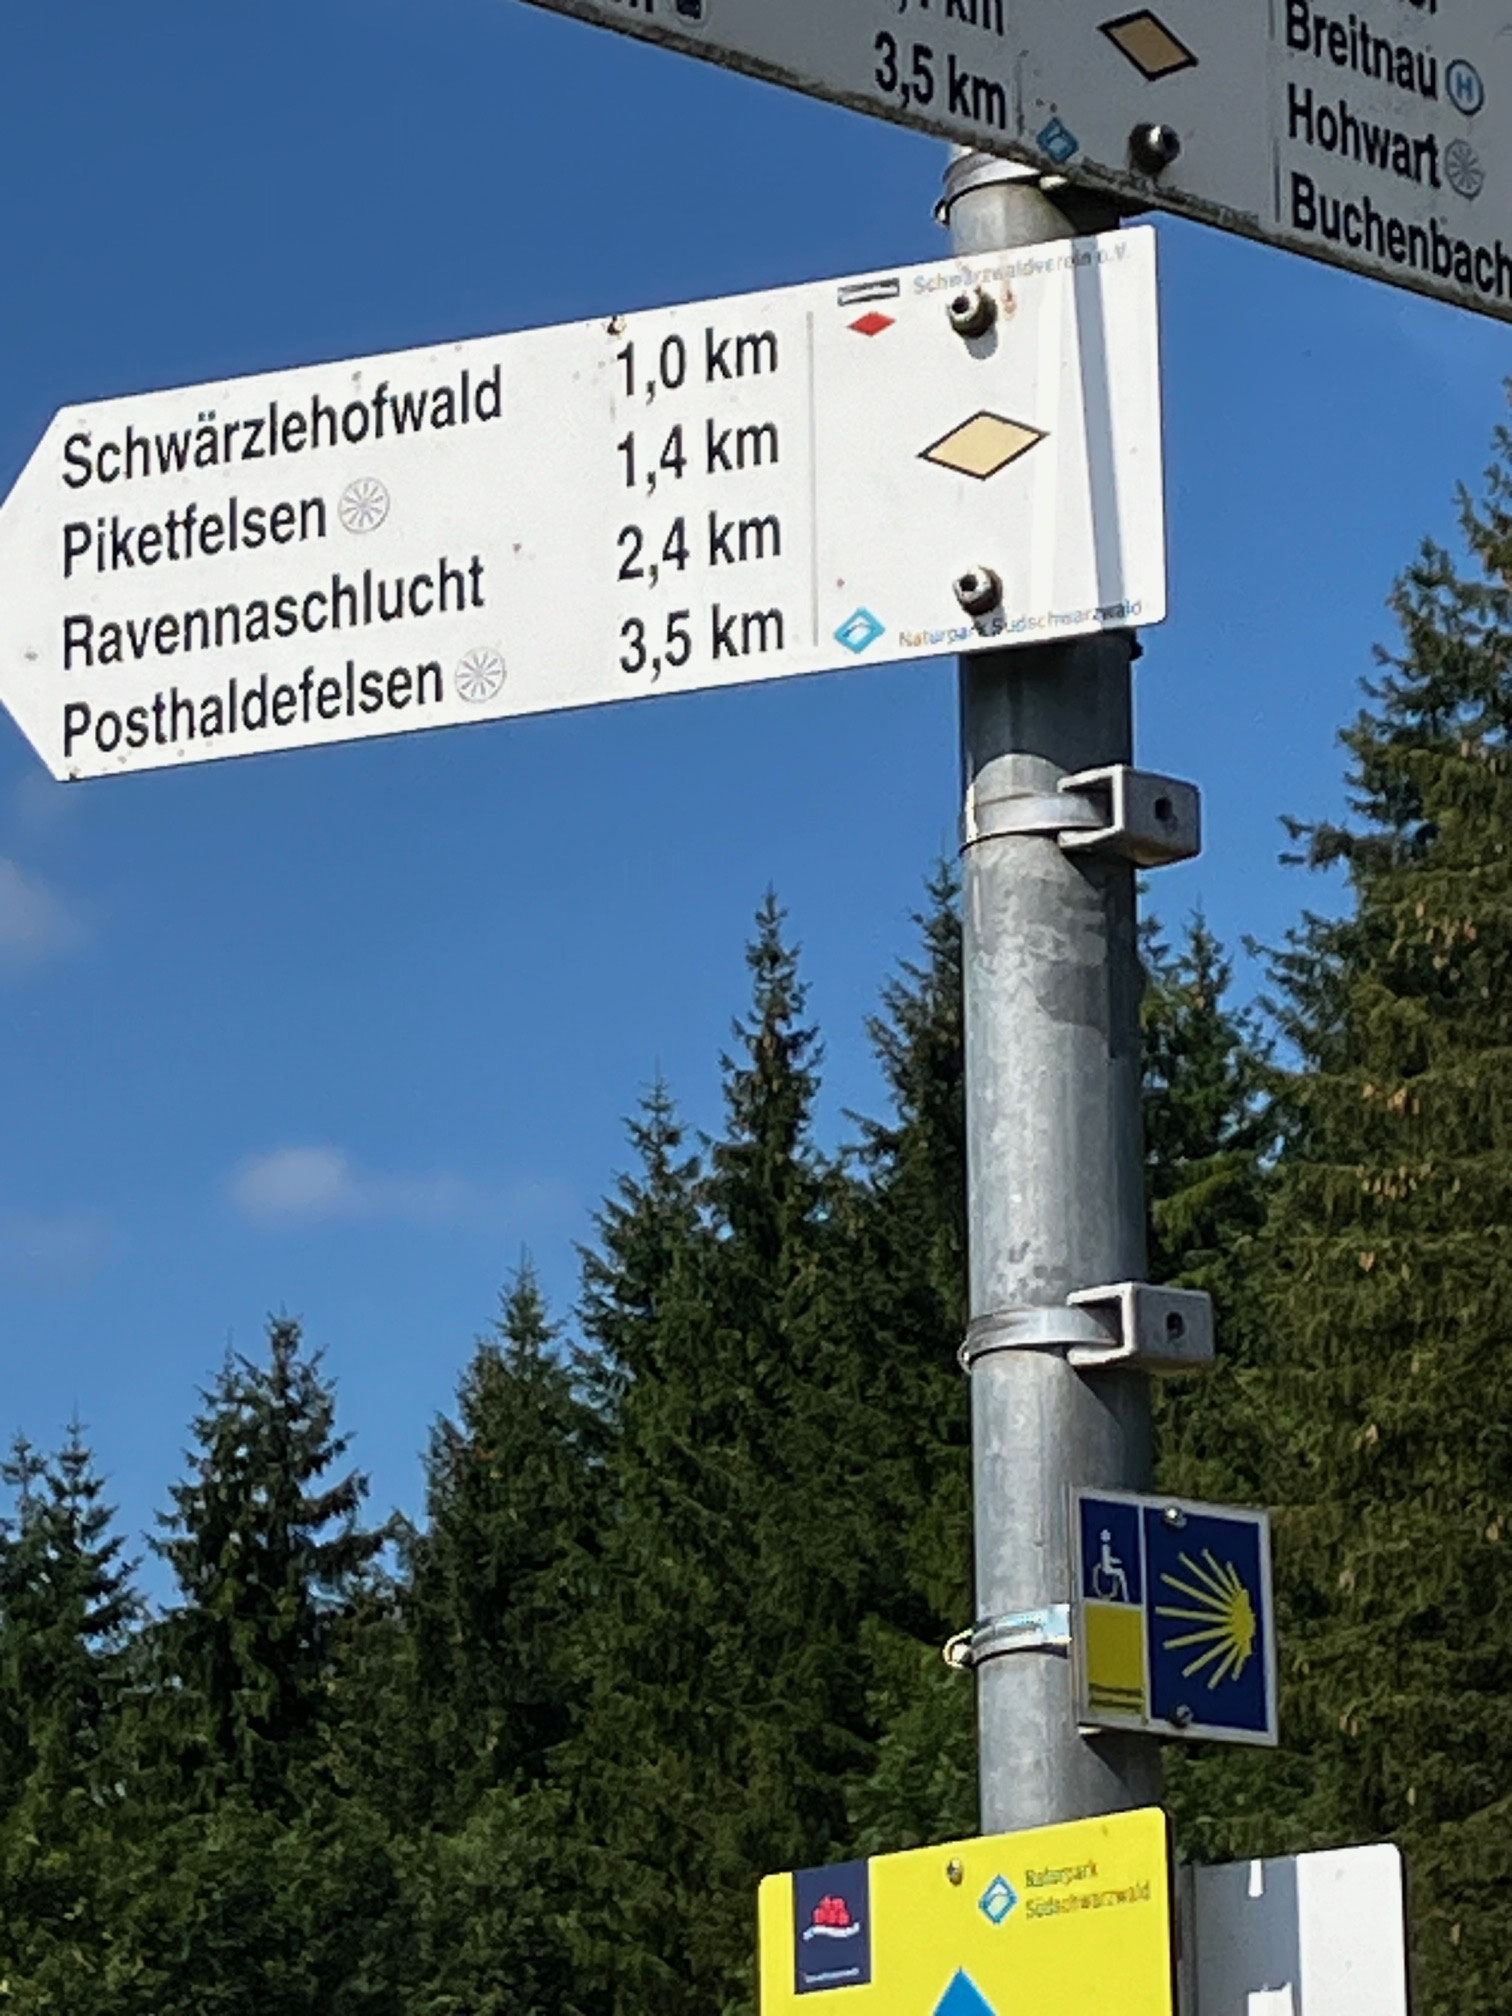 km
3,5 km
Breitnau H
Hohwart
Buchenbach
Schwarzwaldverein e.V.
Schwärzlehofwald 1,0 km
Piketfelsen 1,4 km
Ravennaschlucht 2,4 km
Posthaldefelsen 3,5 km
Naturpark Südschwarzwald
Naturpark
Südschwarzwald